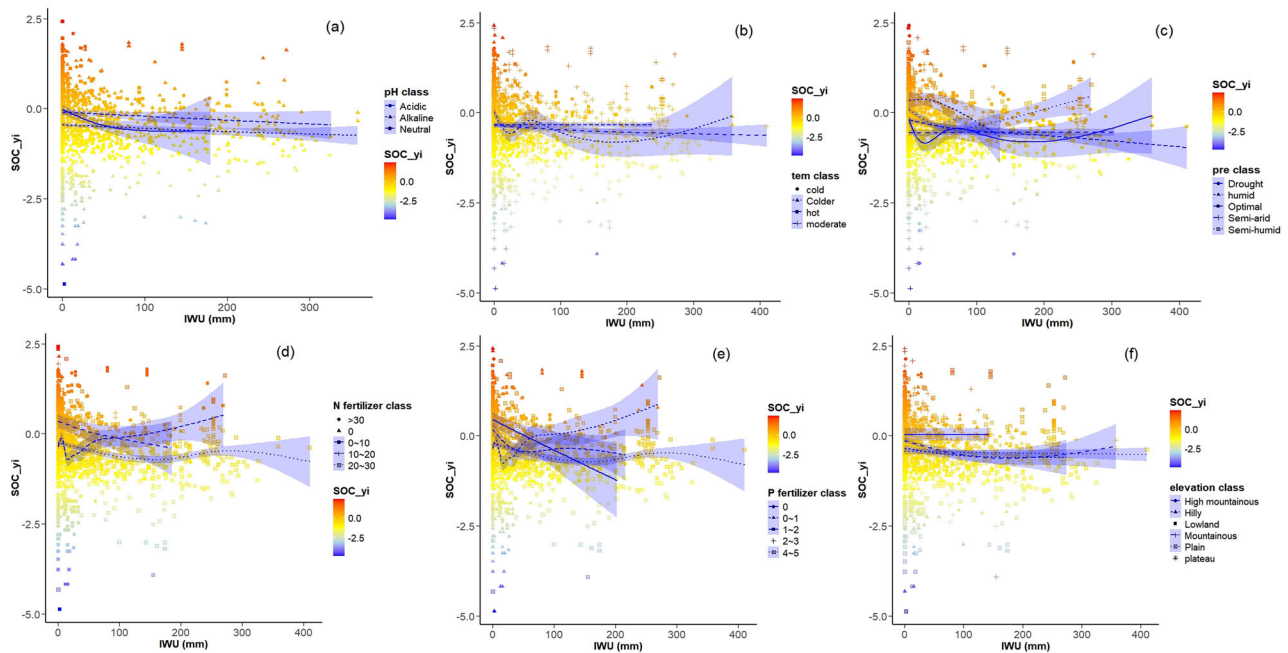 (a)
2.5
0.0
-2.5
-5.0
SOC_yi
0
100
200
300
IWU (mm)
pH class
Acidic
Alkaline
Neutral
SOC_yi
0.0
-2.5
(b)
2.5
0.0
-2.5
-5.0
SOC_yi
0
100
200
300
400
IWU (mm)
SOC_yi
0.0
-2.5
tem class
cold
Colder
hot
moderate
(c)
2.5
0.0
-2.5
-5.0
SOC_yi
0
100
200
300
400
IWU (mm)
SOC_yi
0.0
-2.5
pre class
Drought
humid
Optimal
Semi-arid
Semi-humid
(d)
2.5
0.0
-2.5
-5.0
SOC_yi
0
100
200
300
400
IWU (mm)
N fertilizer class
>30
0
0~10
10~20
20~30
SOC_yi
0.0
-2.5
(e)
2.5
0.0
-2.5
-5.0
SOC_yi
0
100
200
300
400
IWU (mm)
SOC_yi
0.0
-2.5
P fertilizer class
0
0~1
1~2
2~3
4~5
(f)
2.5
0.0
-2.5
-5.0
SOC_yi
0
100
200
300
400
IWU (mm)
SOC_yi
0.0
-2.5
elevation class
High mountainous
Hilly
Lowland
Mountainous
Plain
plateau